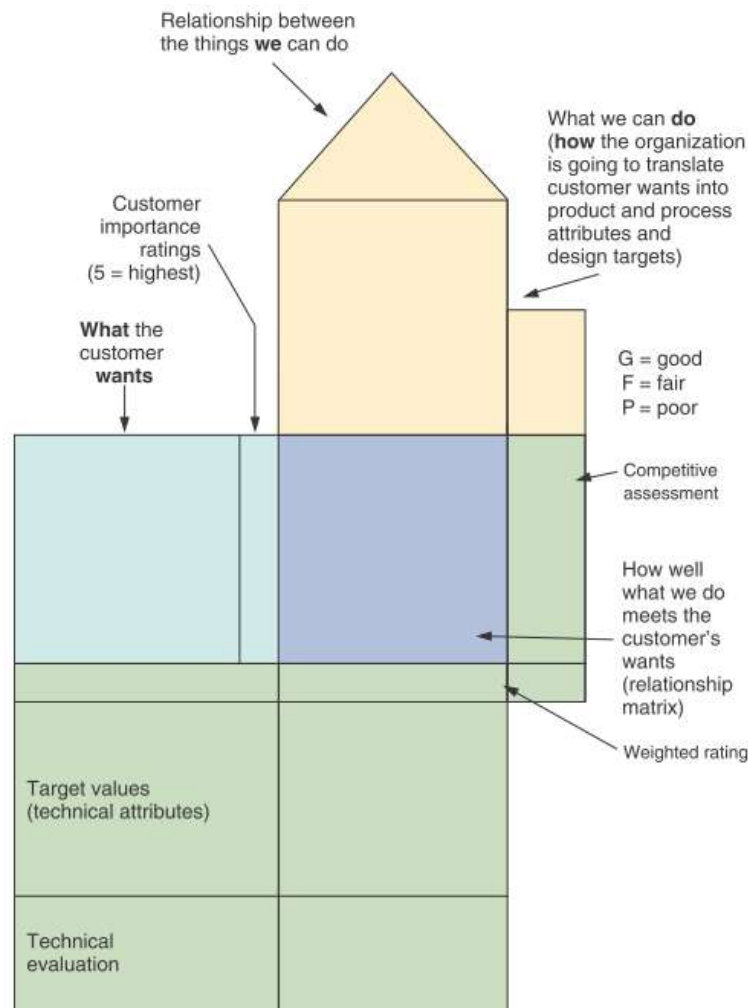 Relationship between
the things we can do
What we can do
(how the organization
is going to translate
customer wants into
product and process
attributes and
design targets)
Customer
importance
ratings
(5 = highest)
What the
customer
wants
G = good
F = fair
P = poor
Competitive
assessment
How well
what we do
meets the
customer's
wants
(relationship
matrix)
Weighted rating
Target values
(technical attributes)
Technical
evaluation